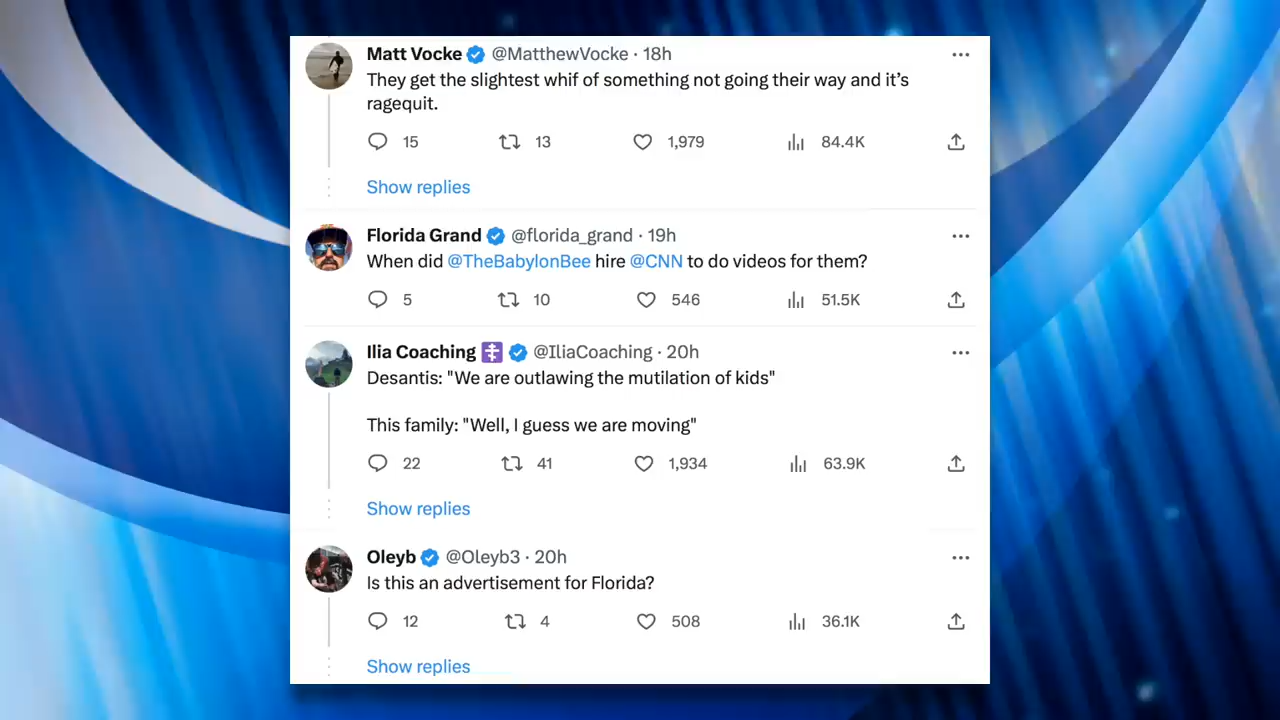 Matt Vocke @MatthewVocke · 18h
They get the slightest whif of something not going their way and it’s
ragequit.
15 13 1,979 84.4K
Show replies
Florida Grand @florida_grand · 19h
When did @TheBabylonBee hire @CNN to do videos for them?
5 10 546 51.5K
Ilia Coaching ☦ @IliaCoaching · 20h
Desantis: "We are outlawing the mutilation of kids"
This family: "Well, I guess we are moving"
22 41 1,934 63.9K
Show replies
Oleyb @Oleyb3 · 20h
Is this an advertisement for Florida?
12 4 508 36.1K
Show replies